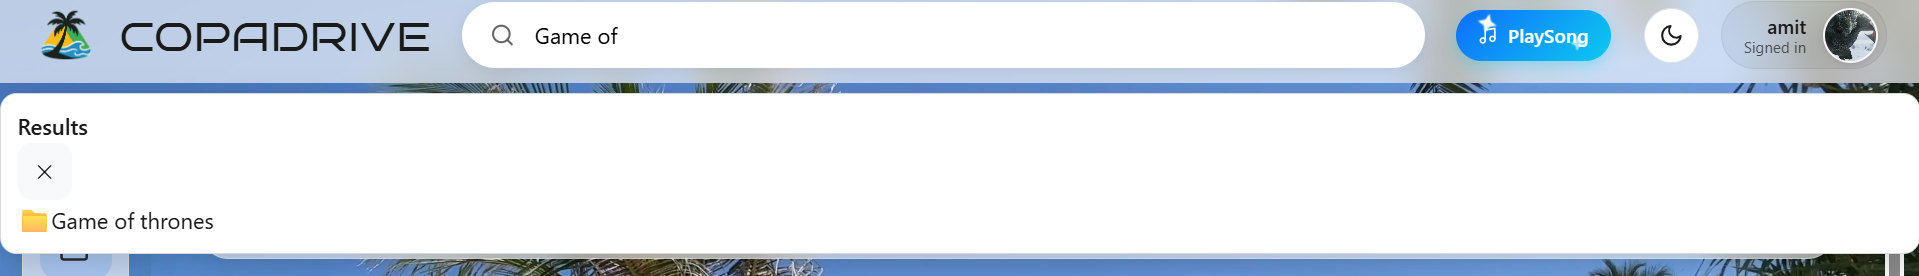 COPADRIVE
Game of
PlaySong
amit
Signed in
Results
Game of thrones